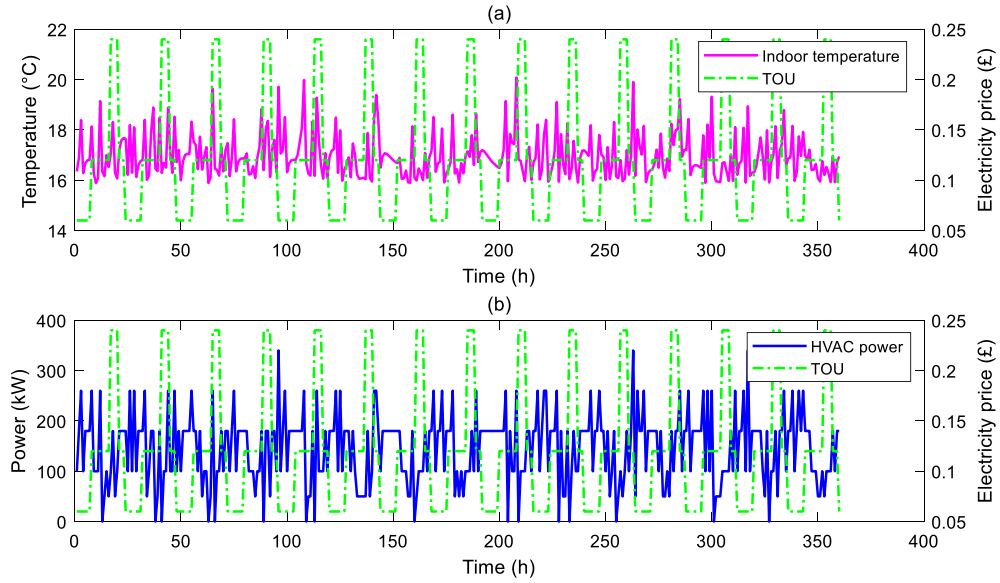 (a)
22
20
18
16
14
Temperature (°C)
0.25
0.2
0.15
0.1
0.05
Electricity price (£)
Indoor temperature
TOU
0 50 100 150 200 250 300 350 400
Time (h)
(b)
400
300
200
100
0
Power (kW)
0.25
0.2
0.15
0.1
0.05
Electricity price (£)
HVAC power
TOU
0 50 100 150 200 250 300 350 400
Time (h)